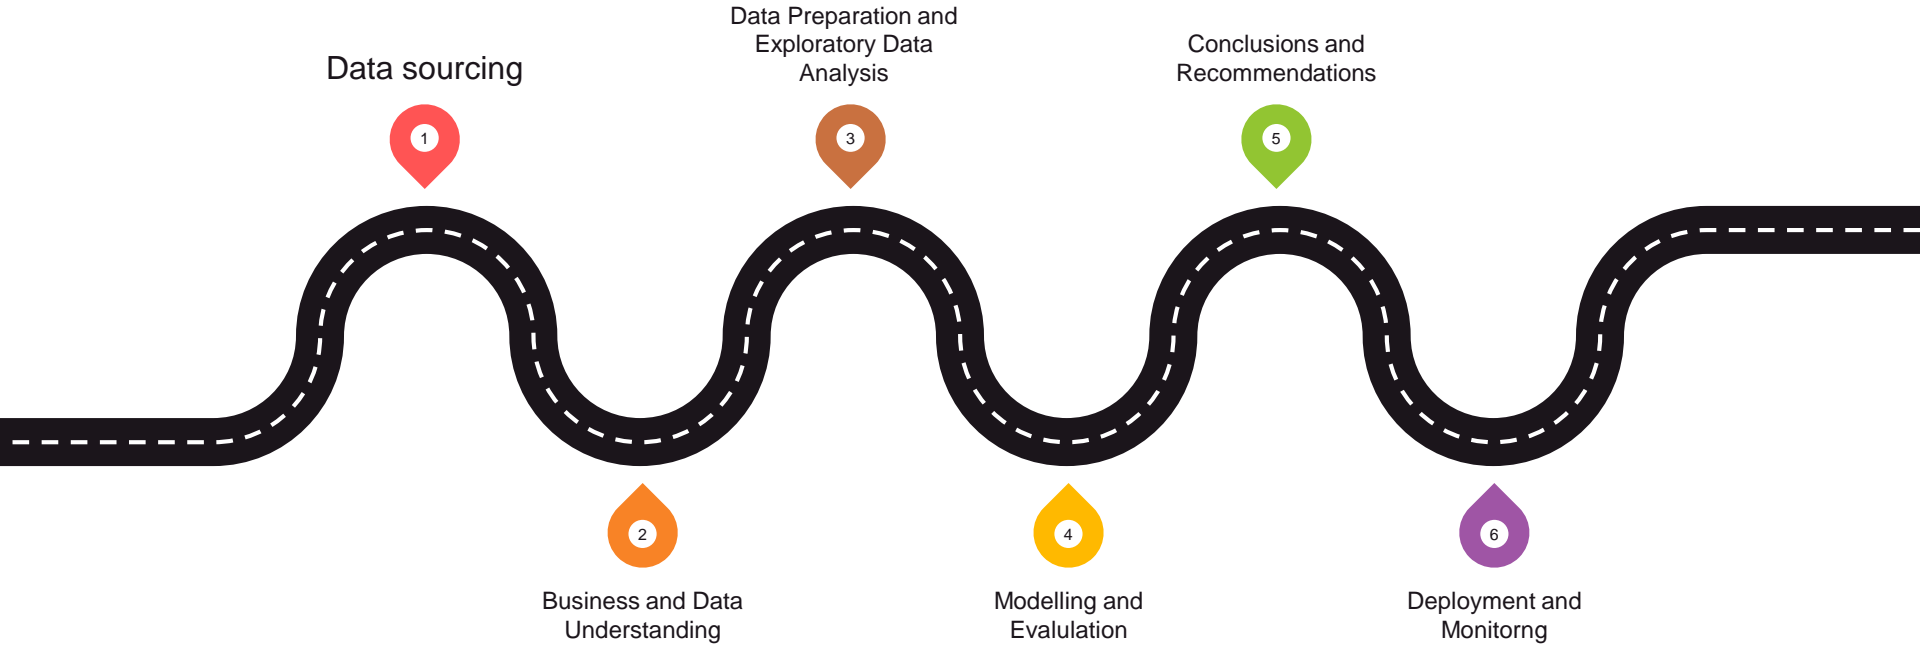 Data sourcing
1
Business and Data
Understanding
2
Data Preparation and
Exploratory Data
Analysis
3
Modelling and
Evalulation
4
Conclusions and
Recommendations
5
Deployment and
Monitorng
6